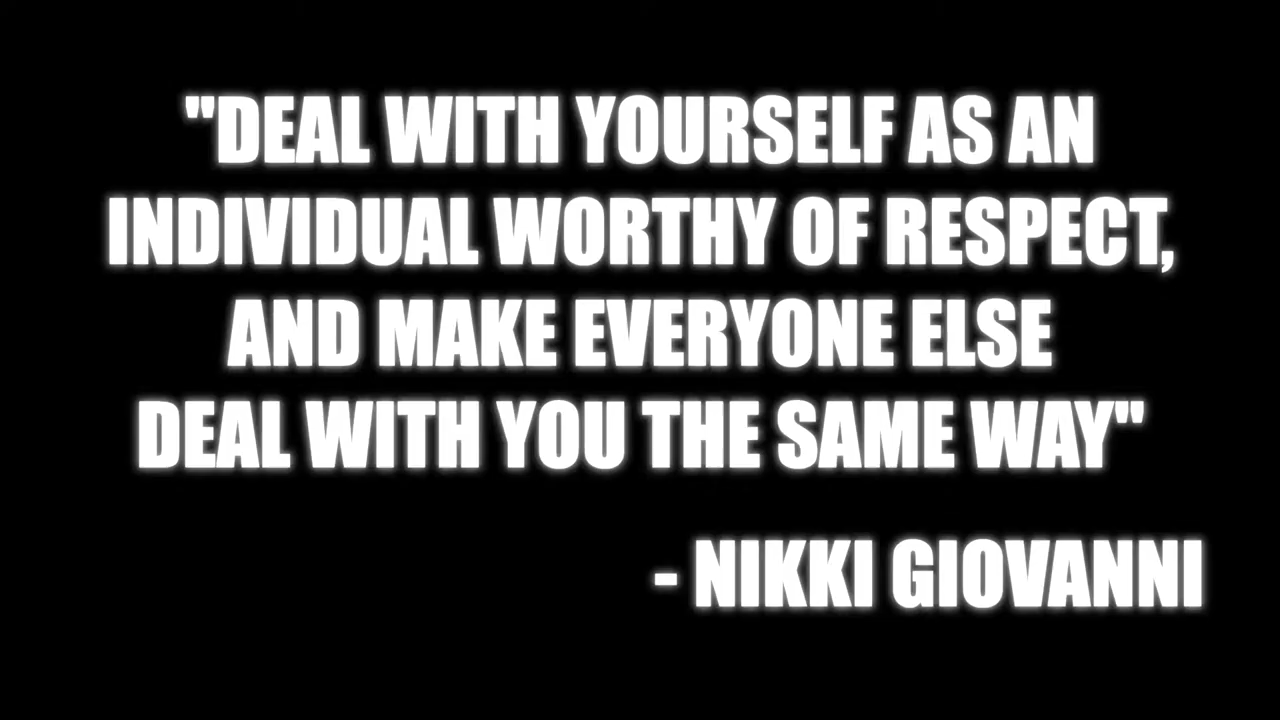 "DEAL WITH YOURSELF AS AN
INDIVIDUAL WORTHY OF RESPECT,
AND MAKE EVERYONE ELSE
DEAL WITH YOU THE SAME WAY"
- NIKKI GIOVANNI